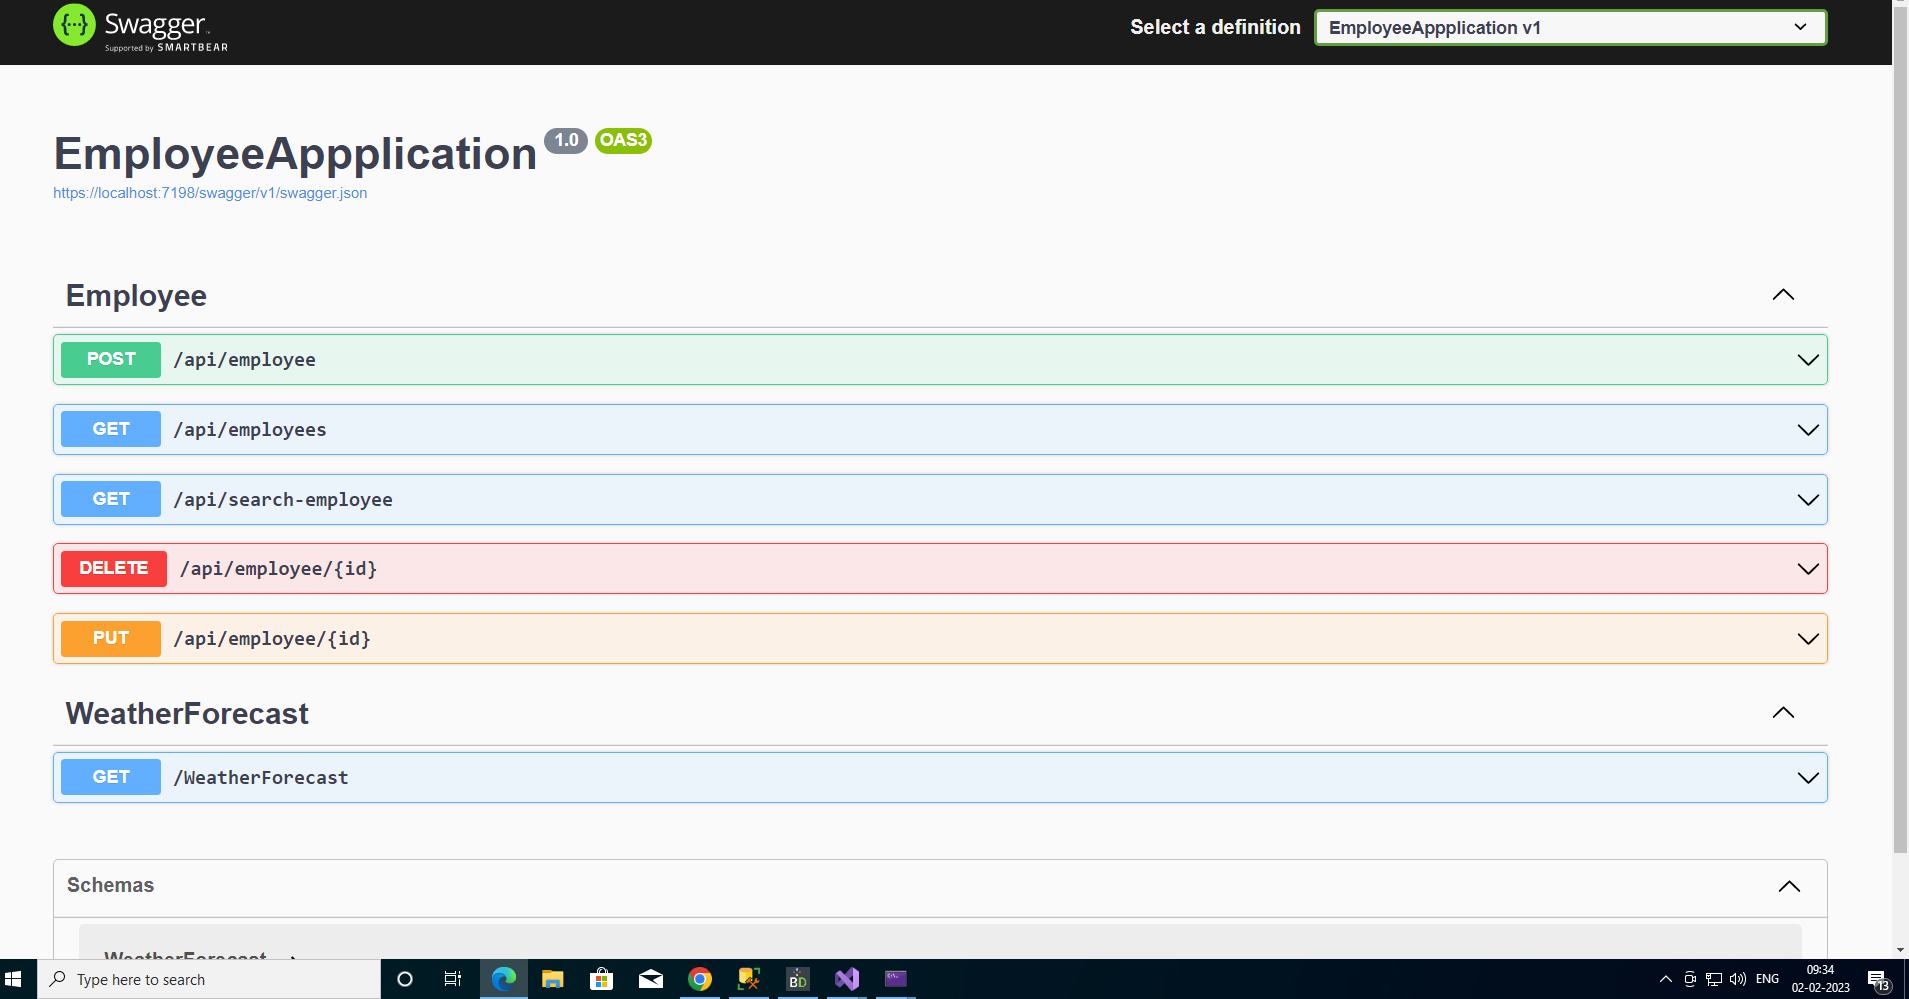 Swagger
Supported by SMARTBEAR
Select a definition
EmployeeAppplication v1
EmployeeAppplication 1.0 OAS3
https://localhost:7198/swagger/v1/swagger.json
Employee
POST /api/employee
GET /api/employees
GET /api/search-employee
DELETE /api/employee/{id}
PUT /api/employee/{id}
WeatherForecast
GET /WeatherForecast
Schemas
WeatherForecast
Type here to search
BD
ENG
09:34
02-02-2023
13